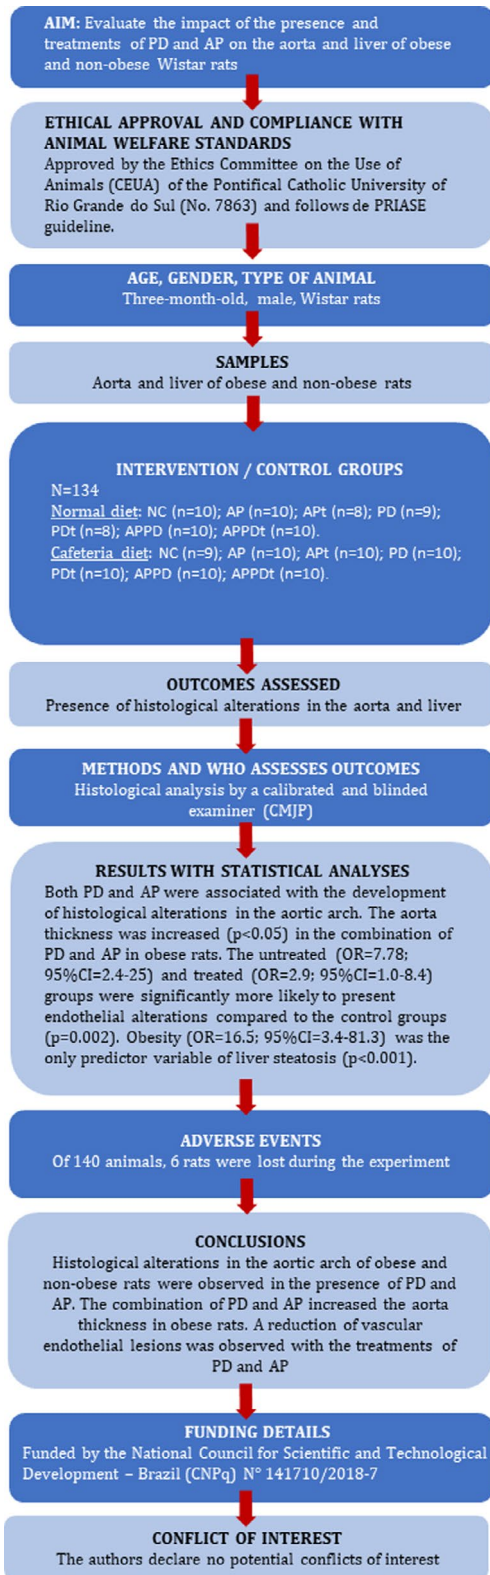 AIM: Evaluate the impact of the presence and
treatments of PD and AP on the aorta and liver of obese
and non-obese Wistar rats
ETHICAL APPROVAL AND COMPLIANCE WITH
ANIMAL WELFARE STANDARDS
Approved by the Ethics Committee on the Use of
Animals (CEUA) of the Pontifical Catholic University of
Rio Grande do Sul (No. 7863) and follows de PRIASE
guideline.
AGE, GENDER, TYPE OF ANIMAL
Three-month-old, male, Wistar rats
SAMPLES
Aorta and liver of obese and non-obese rats
INTERVENTION / CONTROL GROUPS
N=134
Normal diet: NC (n=10); AP (n=10); APt (n=8); PD (n=9);
PDt (n=8); APPD (n=10); APPDt (n=10).
Cafeteria diet: NC (n=9); AP (n=10); APt (n=10); PD (n=10);
PDt (n=10); APPD (n=10); APPDt (n=10).
OUTCOMES ASSESSED
Presence of histological alterations in the aorta and liver
METHODS AND WHO ASSESSES OUTCOMES
Histological analysis by a calibrated and blinded
examiner (CMJP)
RESULTS WITH STATISTICAL ANALYSES
Both PD and AP were associated with the development
of histological alterations in the aortic arch. The aorta
thickness was increased (p<0.05) in the combination of
PD and AP in obese rats. The untreated (OR=7.78;
95%CI=2.4-25) and treated (OR=2.9; 95%CI=1.0-8.4)
groups were significantly more likely to present
endothelial alterations compared to the control groups
(p=0.002). Obesity (OR=16.5; 95%CI=3.4-81.3) was the
only predictor variable of liver steatosis (p<0.001).
ADVERSE EVENTS
Of 140 animals, 6 rats were lost during the experiment
CONCLUSIONS
Histological alterations in the aortic arch of obese and
non-obese rats were observed in the presence of PD and
AP. The combination of PD and AP increased the aorta
thickness in obese rats. A reduction of vascular
endothelial lesions was observed with the treatments of
PD and AP
FUNDING DETAILS
Funded by the National Council for Scientific and Technological
Development – Brazil (CNPq) N° 141710/2018-7
CONFLICT OF INTEREST
The authors declare no potential conflicts of interest